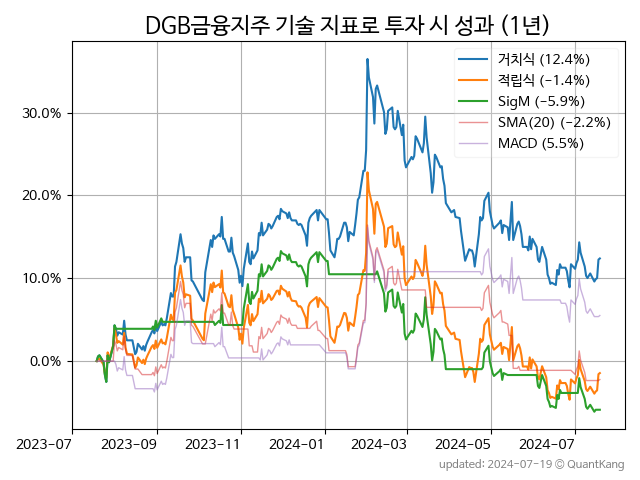 DGB금융지주 기술 지표로 투자 시 성과 (1년)
거치식 (12.4%)
적립식 (-1.4%)
SigM (-5.9%)
SMA(20) (-2.2%)
MACD (5.5%)
30.0%
20.0%
10.0%
0.0%
2023-07 2023-09 2023-11 2024-01 2024-03 2024-05 2024-07
updated: 2024-07-19 © QuantKang